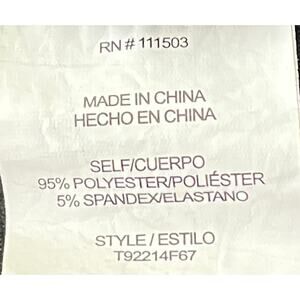 RN # 111503
MADE IN CHINA
HECHO EN CHINA
SELF/CUERPO
95% POLYESTER/POLIÉSTER
5% SPANDEX/ELASTANO
STYLE / ESTILO
T92214F67